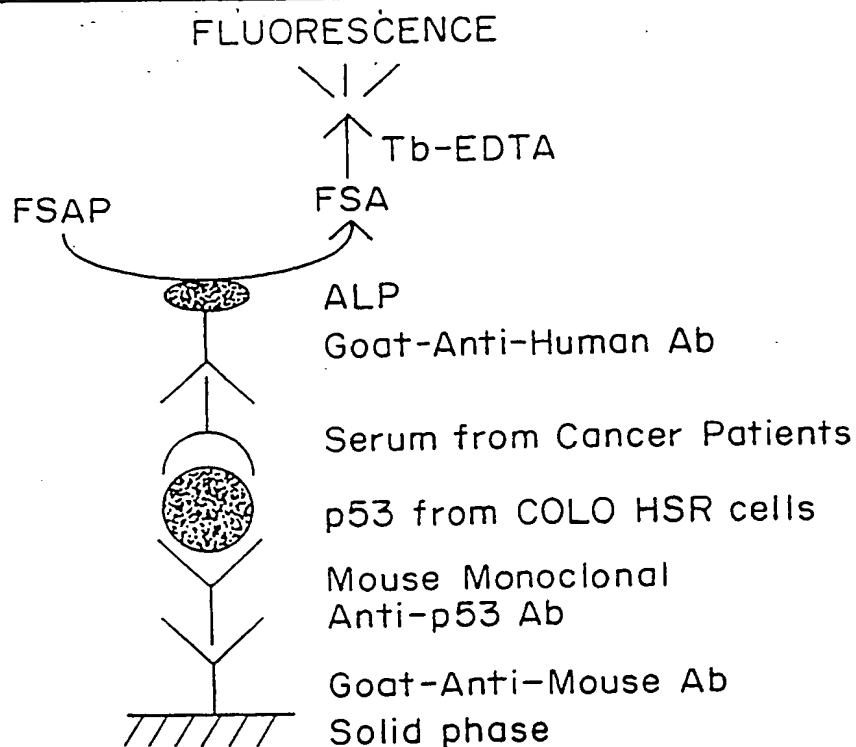 FLUORESCENCE
Tb-EDTA
FSAP
FSA
ALP
Goat-Anti-Human Ab
Serum from Cancer Patients
p53 from COLO HSR cells
Mouse Monoclonal
Anti-p53 Ab
Goat-Anti-Mouse Ab
Solid phase